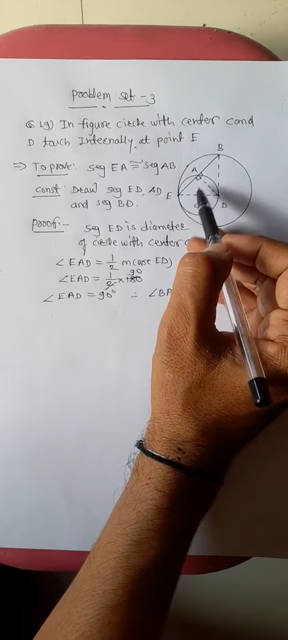 Problem set -3
Q.19) In figure circle with center C and
D touch Internally at point E
⇒ To prove: seg EA ≅ seg AB
const: Draw seg ED, AD
and seg BD.
Proof:- seg ED is diameter
of circle with center
∠EAD = 1/2 m(arc ED)
∠EAD = 1/2 × 180 90
∠EAD = 90° ∴ ∠BA
B
A
E
D